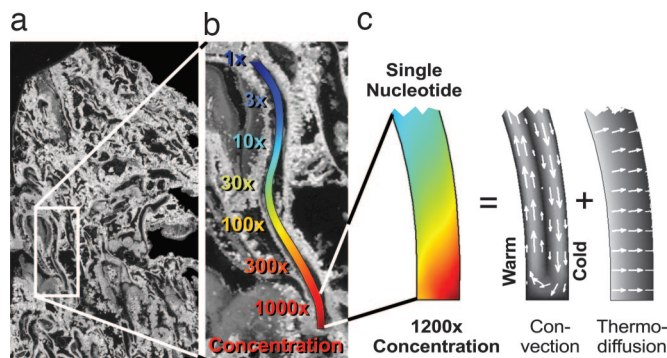 a
b
c
1x
3x
10x
30x
100x
300x
1000x
Concentration
Single
Nucleotide
1200x
Concentration
=
Warm
Cold
+
Con-
vection
Thermo-
diffusion